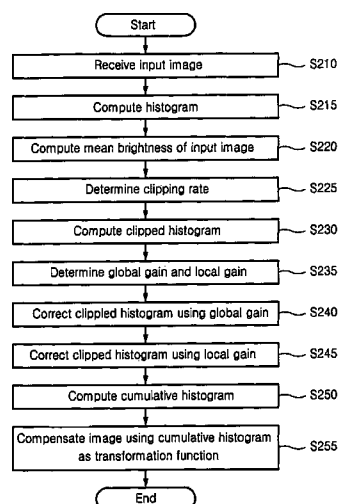 Start
Receive input image
S210
Compute histogram
S215
Compute mean brightness of input image
S220
Determine clipping rate
S225
Compute clipped histogram
S230
Determine global gain and local gain
S235
Correct clippled histogram using global gain
S240
Correct clipped histogram using local gain
S245
Compute cumulative histogram
S250
Compensate image using cumulative histogram
as transformation function
S255
End